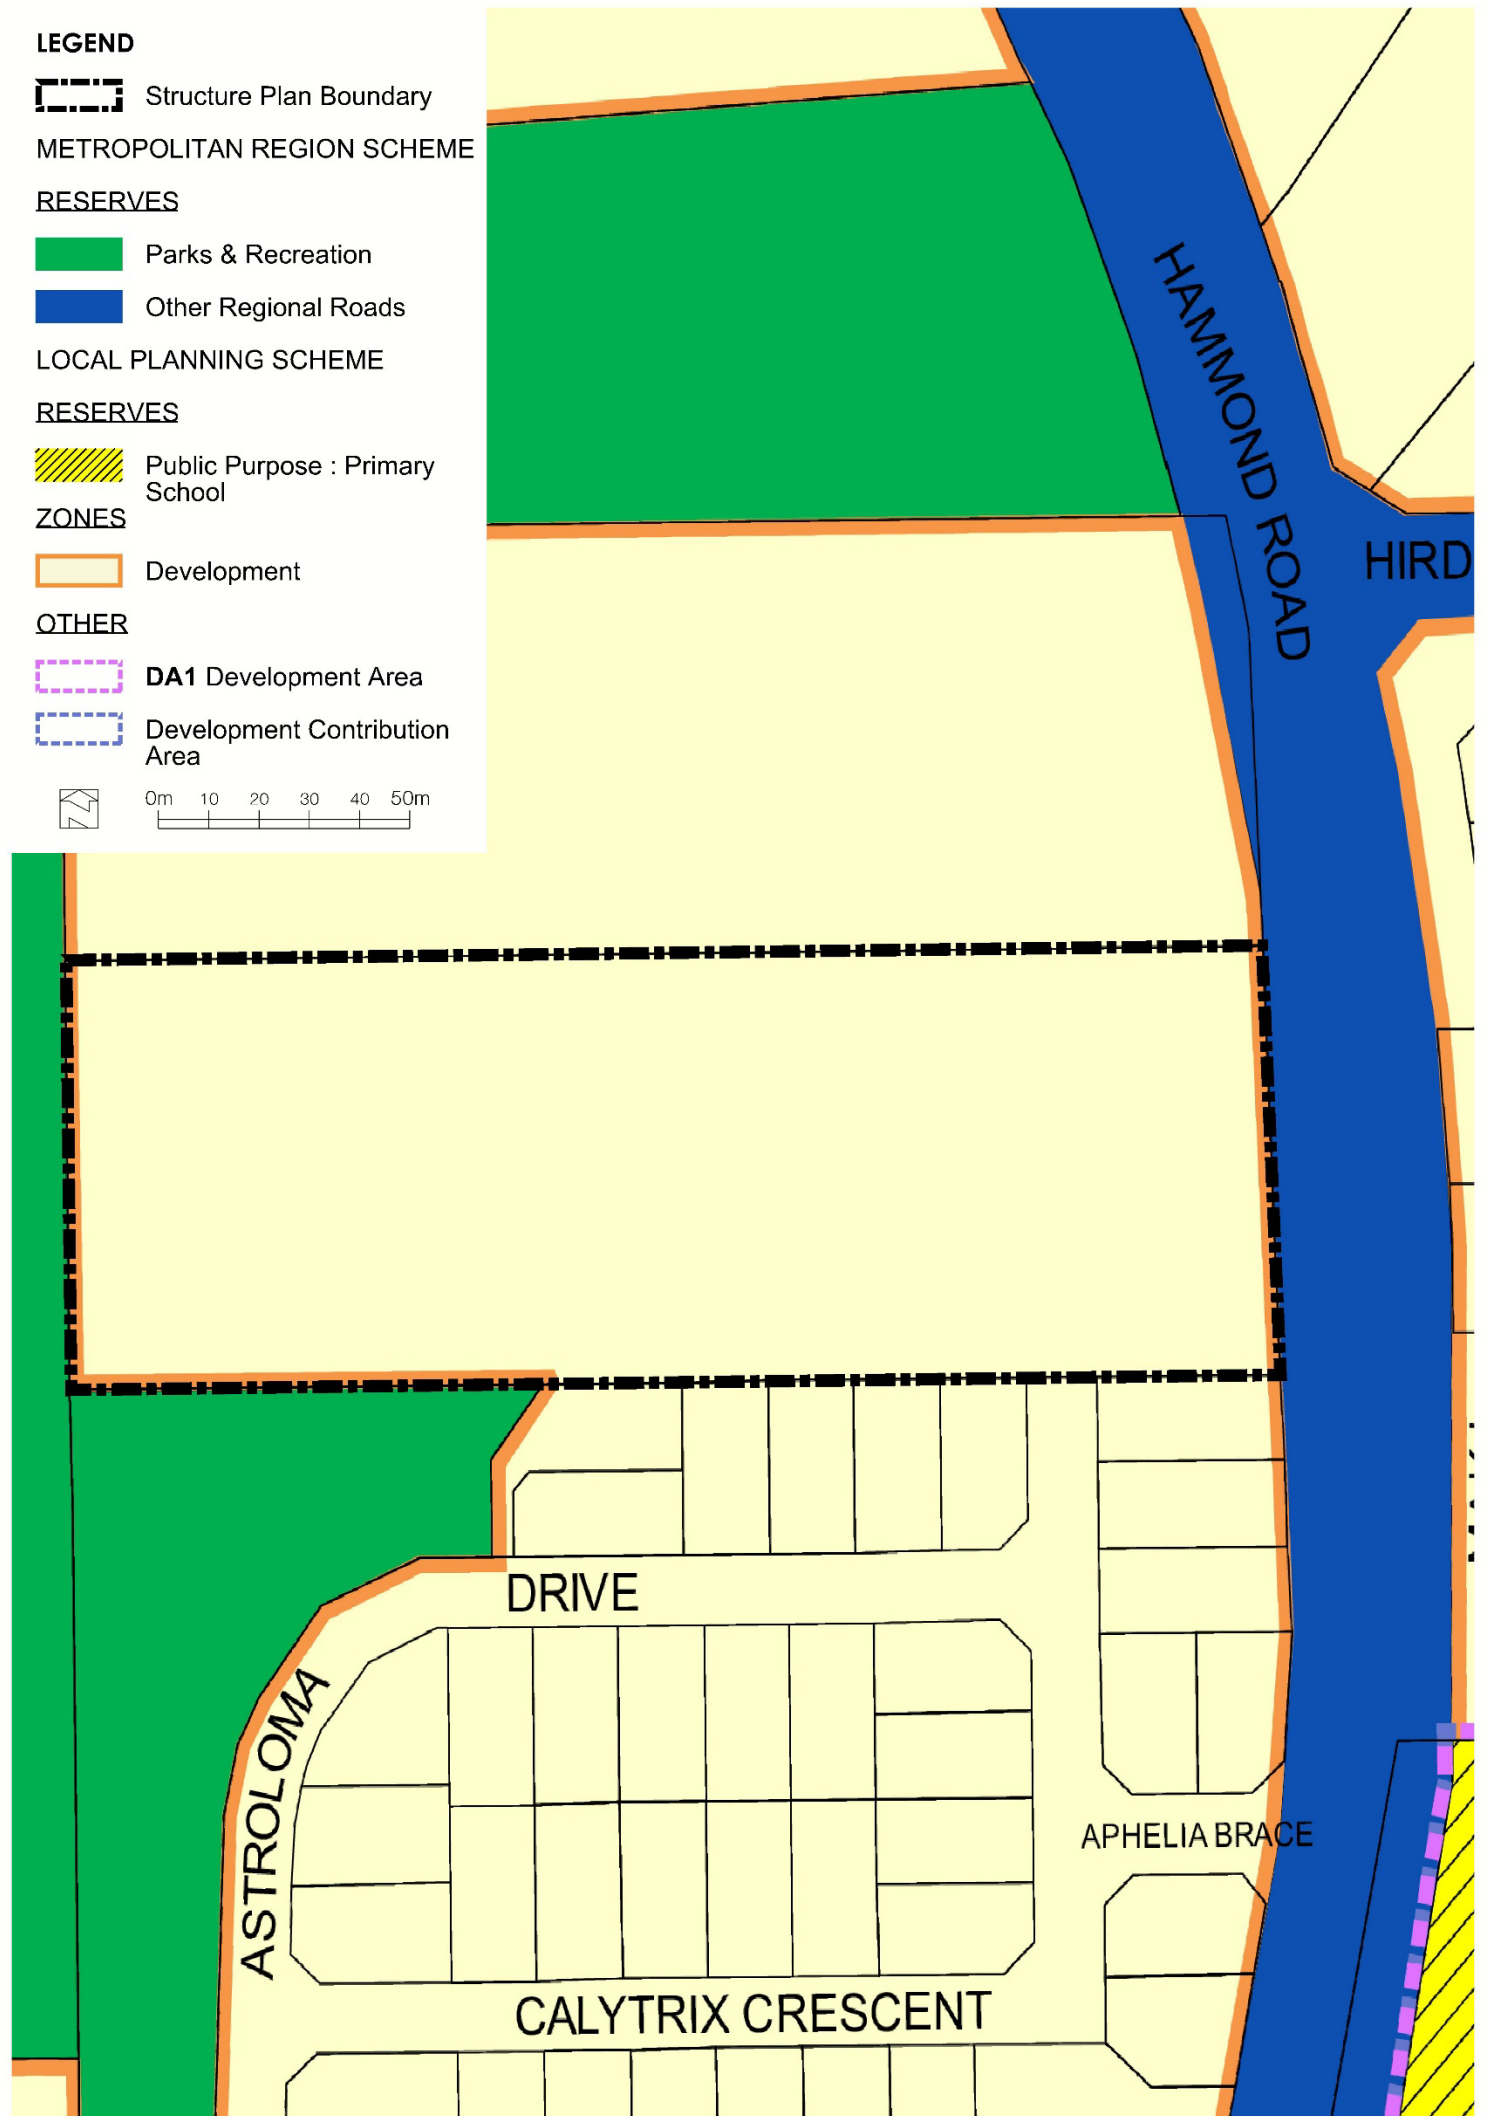 LEGEND
Structure Plan Boundary
METROPOLITAN REGION SCHEME
RESERVES
Parks & Recreation
Other Regional Roads
LOCAL PLANNING SCHEME
RESERVES
Public Purpose : Primary
School
ZONES
Development
OTHER
DA1 Development Area
Development Contribution
Area
0m 10 20 30 40 50m
HAMMOND ROAD
HIRD
DRIVE
ASTROLOMA
APHELIA BRACE
CALYTRIX CRESCENT